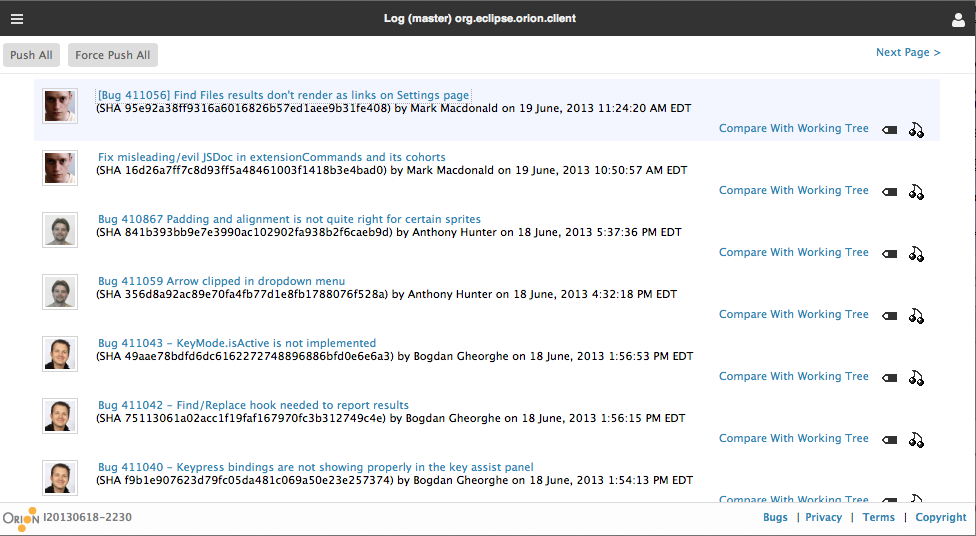 Log (master) org.eclipse.orion.client
Push All Force Push All Next Page >
[Bug 411056] Find Files results don't render as links on Settings page
(SHA 95e92a38ff9316a6016826b57ed1aee9b31fe408) by Mark Macdonald on 19 June, 2013 11:24:20 AM EDT
Compare With Working Tree
Fix misleading/evil JSDoc in extensionCommands and its cohorts
(SHA 16d26a7ff7c8d93ff5a48461003f1418b3e4bad0) by Mark Macdonald on 19 June, 2013 10:50:57 AM EDT
Compare With Working Tree
Bug 410867 Padding and alignment is not quite right for certain sprites
(SHA 841b393bb9e7e3990ac102902fa938b2f6caeb9d) by Anthony Hunter on 18 June, 2013 5:37:36 PM EDT
Compare With Working Tree
Bug 411059 Arrow clipped in dropdown menu
(SHA 356d8a92ac89e70fa4fb77d1e8fb1788076f528a) by Anthony Hunter on 18 June, 2013 4:32:18 PM EDT
Compare With Working Tree
Bug 411043 - KeyMode.isActive is not implemented
(SHA 49aae78bdfd6dc6162272748896886bfd0e6e6a3) by Bogdan Gheorghe on 18 June, 2013 1:56:53 PM EDT
Compare With Working Tree
Bug 411042 - Find/Replace hook needed to report results
(SHA 75113061a02acc1f19faf167970fc3b312749c4e) by Bogdan Gheorghe on 18 June, 2013 1:56:15 PM EDT
Compare With Working Tree
Bug 411040 - Keypress bindings are not showing properly in the key assist panel
(SHA f9b1e907623d79fc05da481c069a50e23e257374) by Bogdan Gheorghe on 18 June, 2013 1:54:13 PM EDT
Compare With Working Tree
ORION I20130618-2230 Bugs | Privacy | Terms | Copyright